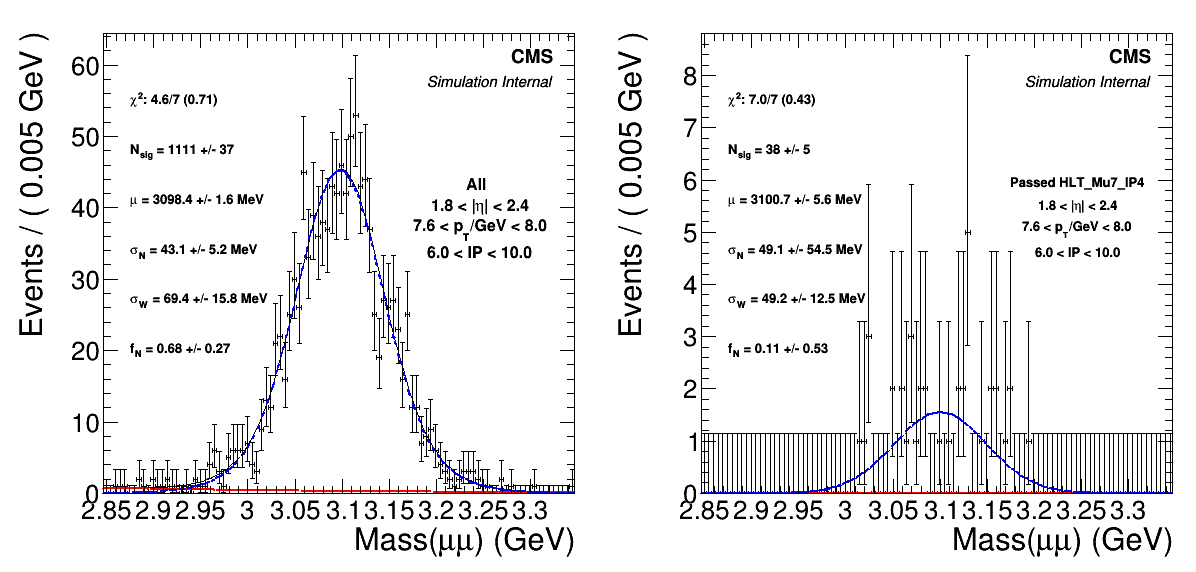 Events / ( 0.005 GeV )
60
50
40
30
20
10
0
CMS
Simulation Internal
χ²: 4.6/7 (0.71)
N_sig = 1111 +/- 37
μ = 3098.4 +/- 1.6 MeV
σ_N = 43.1 +/- 5.2 MeV
σ_W = 69.4 +/- 15.8 MeV
f_N = 0.68 +/- 0.27
All
1.8 < |η| < 2.4
7.6 < p_T/GeV < 8.0
6.0 < IP < 10.0
2.85 2.9 2.95 3 3.05 3.1 3.15 3.2 3.25 3.3
Mass(μμ) (GeV)
Events / ( 0.005 GeV )
8
7
6
5
4
3
2
1
0
CMS
Simulation Internal
χ²: 7.0/7 (0.43)
N_sig = 38 +/- 5
μ = 3100.7 +/- 5.6 MeV
σ_N = 49.1 +/- 54.5 MeV
σ_W = 49.2 +/- 12.5 MeV
f_N = 0.11 +/- 0.53
Passed HLT_Mu7_IP4
1.8 < |η| < 2.4
7.6 < p_T/GeV < 8.0
6.0 < IP < 10.0
2.85 2.9 2.95 3 3.05 3.1 3.15 3.2 3.25 3.3
Mass(μμ) (GeV)